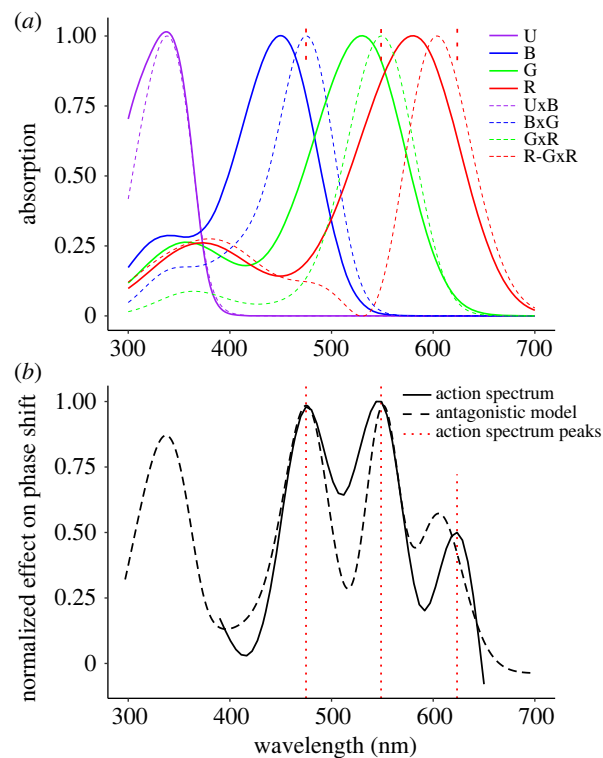 (a)
1.00
0.75
0.50
0.25
0
absorption
U
B
G
R
UxB
BxG
GxR
R-GxR
300
400
500
600
700
(b)
1.00
0.75
0.50
0.25
0
normalized effect on phase shift
action spectrum
antagonistic model
action spectrum peaks
300
400
500
600
700
wavelength (nm)